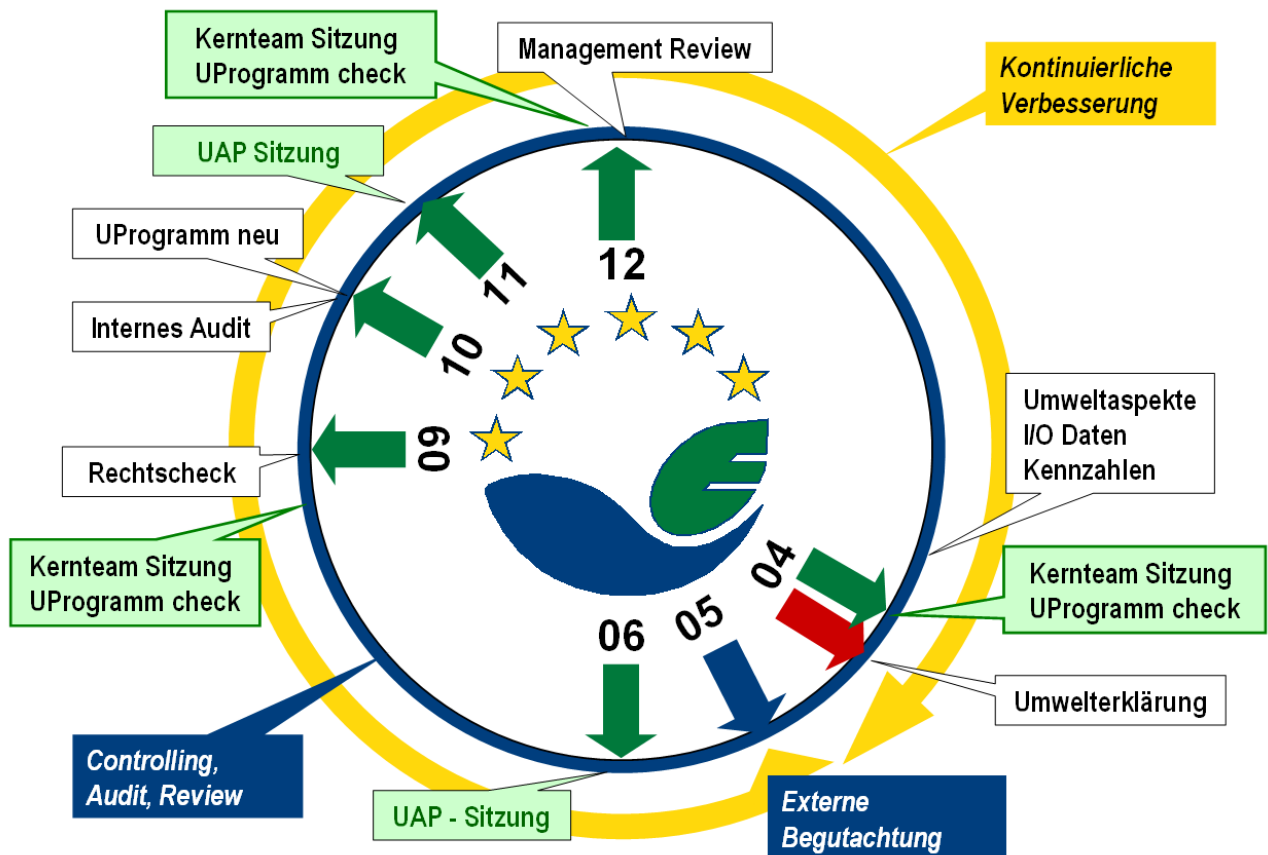 Kernteam Sitzung
UProgramm check
Management Review
Kontinuierliche
Verbesserung
UAP Sitzung
UProgramm neu
Internes Audit
Rechtscheck
Kernteam Sitzung
UProgramm check
12
11
10
09
06
05
04
Umweltaspekte
I/O Daten
Kennzahlen
Kernteam Sitzung
UProgramm check
Umwelterklärung
Controlling,
Audit, Review
UAP - Sitzung
Externe
Begutachtung